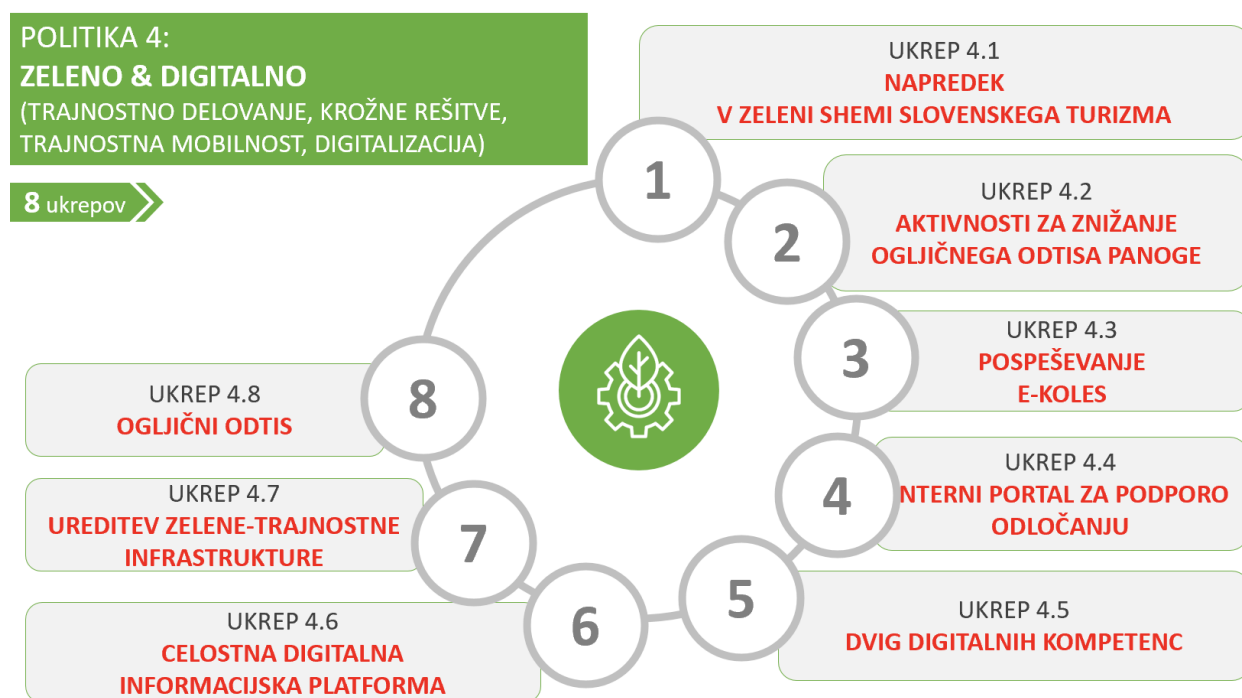 POLITIKA 4:
ZELENO & DIGITALNO
(TRAJNOSTNO DELOVANJE, KROŽNE REŠITVE,
TRAJNOSTNA MOBILNOST, DIGITALIZACIJA)
8 ukrepov
1
UKREP 4.1
NAPREDEK
V ZELENI SHEMI SLOVENSKEGA TURIZMA
2
UKREP 4.2
AKTIVNOSTI ZA ZNIŽANJE
OGLJIČNEGA ODTISA PANOGE
3
UKREP 4.3
POSPEŠEVANJE
E-KOLES
4
UKREP 4.4
NTERNI PORTAL ZA PODPORO
ODLOČANJU
5
UKREP 4.5
DVIG DIGITALNIH KOMPETENC
6
UKREP 4.6
CELOSTNA DIGITALNA
INFORMACIJSKA PLATFORMA
7
UKREP 4.7
UREDITEV ZELENE-TRAJNOSTNE
INFRASTRUKTURE
8
UKREP 4.8
OGLJIČNI ODTIS